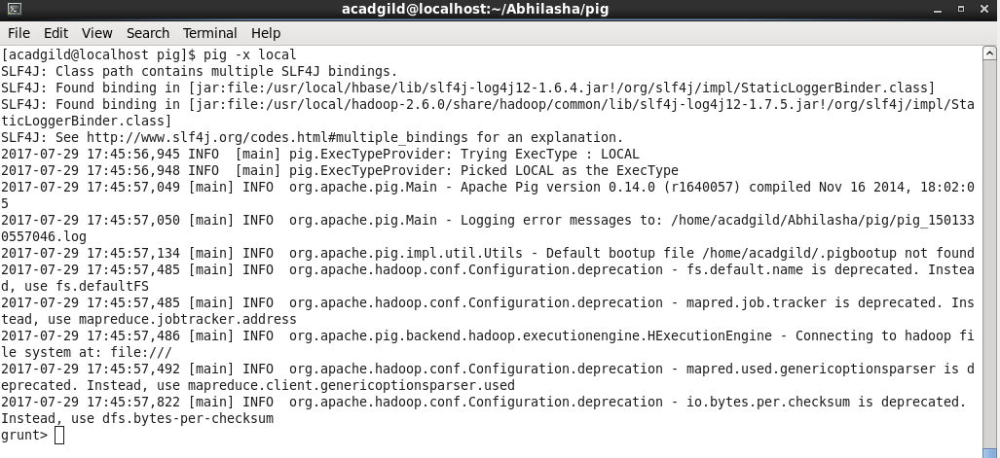 acadgild@localhost:~/Abhilasha/pig
File Edit View Search Terminal Help
[acadgild@localhost pig]$ pig -x local
SLF4J: Class path contains multiple SLF4J bindings.
SLF4J: Found binding in [jar:file:/usr/local/hbase/lib/slf4j-log4j12-1.6.4.jar!/org/slf4j/impl/StaticLoggerBinder.class]
SLF4J: Found binding in [jar:file:/usr/local/hadoop-2.6.0/share/hadoop/common/lib/slf4j-log4j12-1.7.5.jar!/org/slf4j/impl/Sta
ticLoggerBinder.class]
SLF4J: See http://www.slf4j.org/codes.html#multiple_bindings for an explanation.
2017-07-29 17:45:56,945 INFO  [main] pig.ExecTypeProvider: Trying ExecType : LOCAL
2017-07-29 17:45:56,948 INFO  [main] pig.ExecTypeProvider: Picked LOCAL as the ExecType
2017-07-29 17:45:57,049 [main] INFO  org.apache.pig.Main - Apache Pig version 0.14.0 (r1640057) compiled Nov 16 2014, 18:02:0
5
2017-07-29 17:45:57,050 [main] INFO  org.apache.pig.Main - Logging error messages to: /home/acadgild/Abhilasha/pig/pig_150133
0557046.log
2017-07-29 17:45:57,134 [main] INFO  org.apache.pig.impl.util.Utils - Default bootup file /home/acadgild/.pigbootup not found
2017-07-29 17:45:57,485 [main] INFO  org.apache.hadoop.conf.Configuration.deprecation - fs.default.name is deprecated. Instea
d, use fs.defaultFS
2017-07-29 17:45:57,485 [main] INFO  org.apache.hadoop.conf.Configuration.deprecation - mapred.job.tracker is deprecated. Ins
tead, use mapreduce.jobtracker.address
2017-07-29 17:45:57,486 [main] INFO  org.apache.pig.backend.hadoop.executionengine.HExecutionEngine - Connecting to hadoop fi
le system at: file:///
2017-07-29 17:45:57,492 [main] INFO  org.apache.hadoop.conf.Configuration.deprecation - mapred.used.genericoptionsparser is d
eprecated. Instead, use mapreduce.client.genericoptionsparser.used
2017-07-29 17:45:57,822 [main] INFO  org.apache.hadoop.conf.Configuration.deprecation - io.bytes.per.checksum is deprecated.
Instead, use dfs.bytes-per-checksum
grunt>